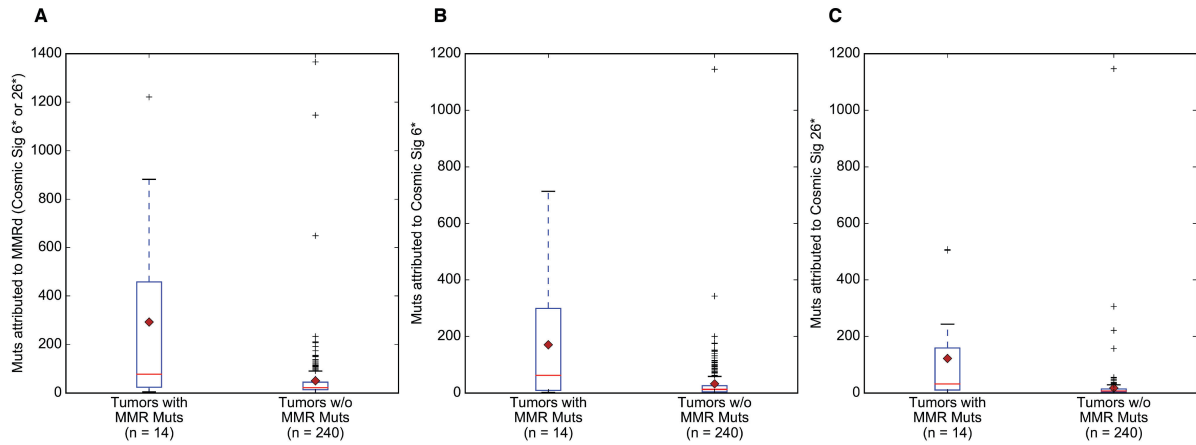 A
B
C
Muts attributed to MMRd (Cosmic Sig 6* or 26*)
1400
1200
1000
800
600
400
200
0
Tumors with
MMR Muts
(n = 14)
Tumors w/o
MMR Muts
(n = 240)
Muts attributed to Cosmic Sig 6*
1200
1000
800
600
400
200
0
Tumors with
MMR Muts
(n = 14)
Tumors w/o
MMR Muts
(n = 240)
Muts attributed to Cosmic Sig 26*
1200
1000
800
600
400
200
0
Tumors with
MMR Muts
(n = 14)
Tumors w/o
MMR Muts
(n = 240)